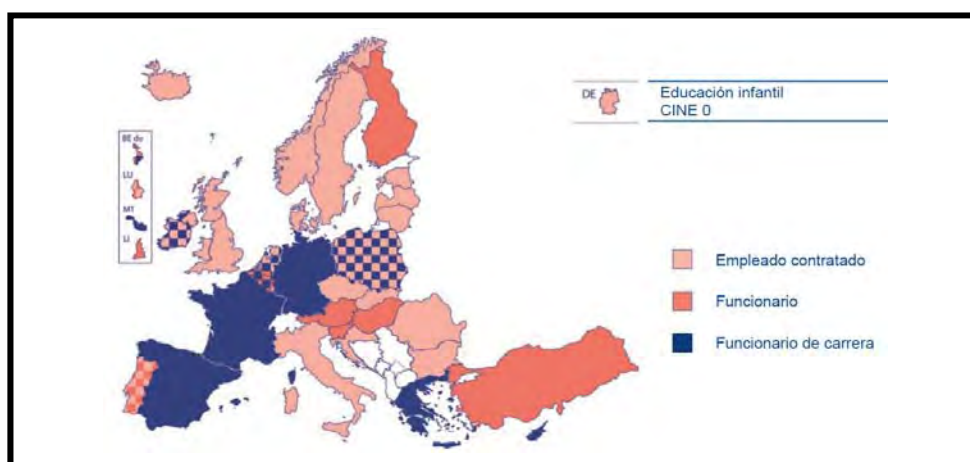 DE
Educación infantil
CINE 0
BE de
LU
MT
LI
Empleado contratado
Funcionario
Funcionario de carrera